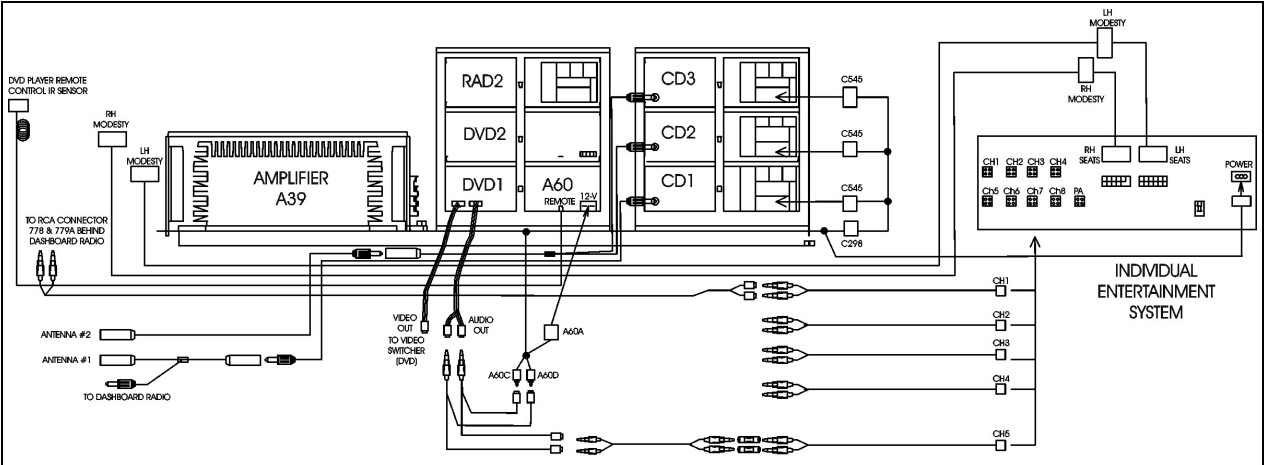 LH
MODESTY
DVD PLAYER REMOTE
CONTROL IR SENSOR
RH
MODESTY
LH
MODESTY
AMPLIFIER
A39
RAD2
DVD2
DVD1
A60
REMOTE
12-V
CD3
CD2
CD1
C545
C545
C545
C298
RH
MODESTY
RH
SEATS
LH
SEATS
POWER
CH1 CH2 CH3 CH4
Ch5 Ch6 Ch7 Ch8 PA
INDIVIDUAL
ENTERTAINMENT
SYSTEM
TO RCA CONNECTOR
778 & 779A BEHIND
DASHBOARD RADIO
ANTENNA #2
ANTENNA #1
TO DASHBOARD RADIO
VIDEO
OUT
TO VIDEO
SWITCHER
(DVD)
AUDIO
OUT
A60A
A60C
A60D
CH1
CH2
CH3
CH4
CH5